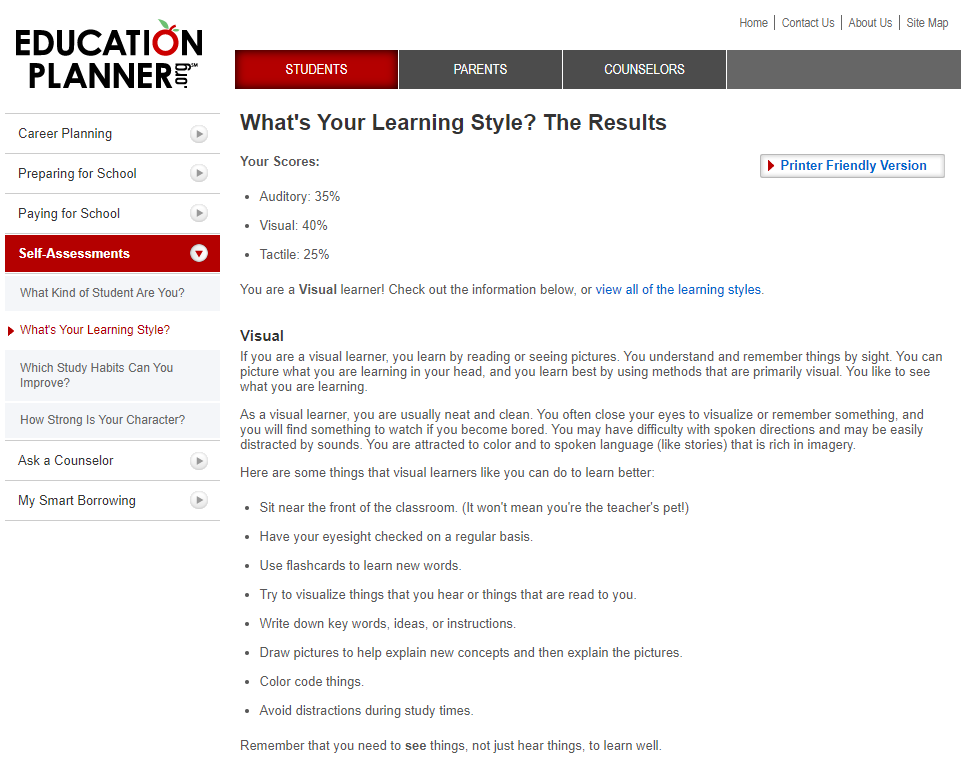 Home | Contact Us | About Us | Site Map
EDUCATION
PLANNER.org℠
STUDENTS
PARENTS
COUNSELORS
Career Planning
Preparing for School
Paying for School
Self-Assessments
What Kind of Student Are You?
What's Your Learning Style?
Which Study Habits Can You
Improve?
How Strong Is Your Character?
Ask a Counselor
My Smart Borrowing
What's Your Learning Style? The Results
Your Scores:
Printer Friendly Version
• Auditory: 35%
• Visual: 40%
• Tactile: 25%
You are a Visual learner! Check out the information below, or view all of the learning styles.
Visual
If you are a visual learner, you learn by reading or seeing pictures. You understand and remember things by sight. You can
picture what you are learning in your head, and you learn best by using methods that are primarily visual. You like to see
what you are learning.
As a visual learner, you are usually neat and clean. You often close your eyes to visualize or remember something, and
you will find something to watch if you become bored. You may have difficulty with spoken directions and may be easily
distracted by sounds. You are attracted to color and to spoken language (like stories) that is rich in imagery.
Here are some things that visual learners like you can do to learn better:
• Sit near the front of the classroom. (It won't mean you're the teacher's pet!)
• Have your eyesight checked on a regular basis.
• Use flashcards to learn new words.
• Try to visualize things that you hear or things that are read to you.
• Write down key words, ideas, or instructions.
• Draw pictures to help explain new concepts and then explain the pictures.
• Color code things.
• Avoid distractions during study times.
Remember that you need to see things, not just hear things, to learn well.